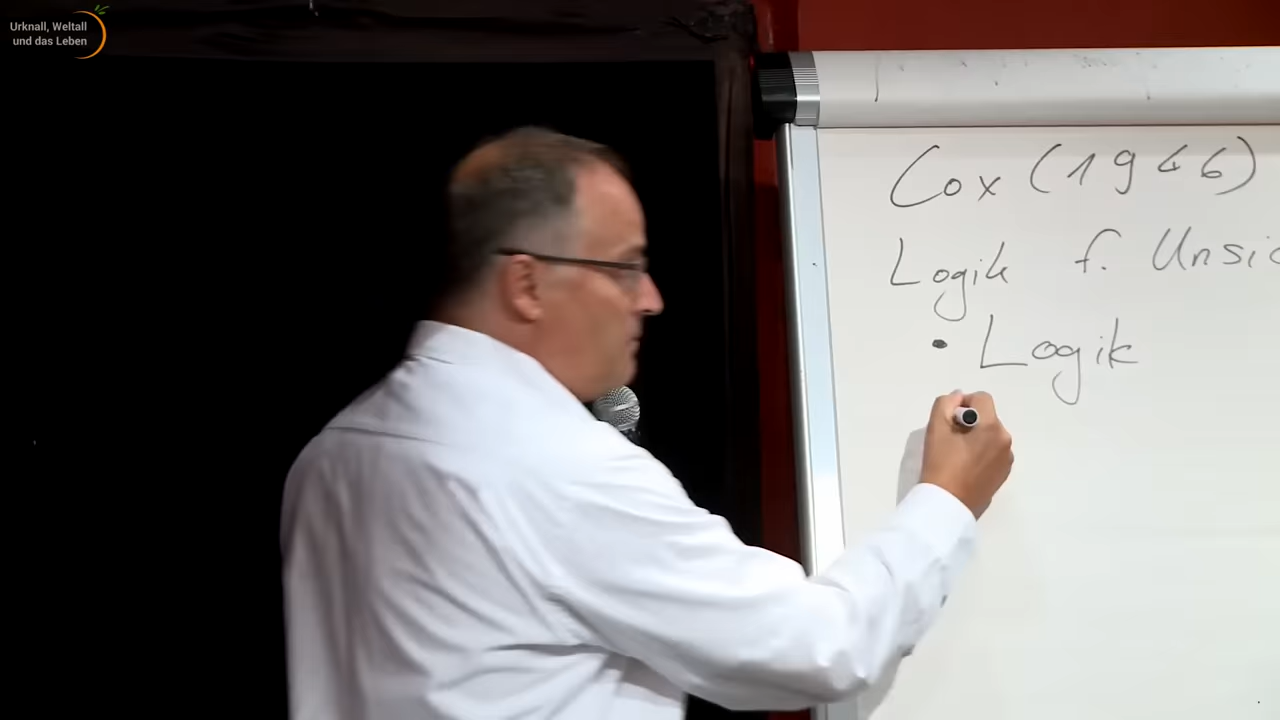 Urknall, Weltall
und das Leben
Cox (1946)
Logik f. Unsic
• Logik